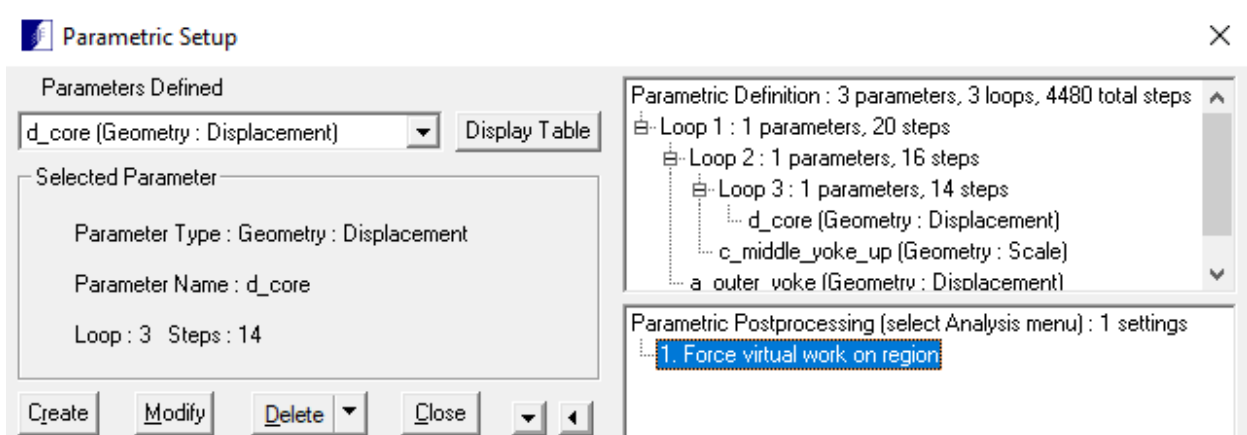 Parametric Setup
Parameters Defined
d_core (Geometry : Displacement)
Display Table
Selected Parameter
Parameter Type : Geometry : Displacement
Parameter Name : d_core
Loop : 3 Steps : 14
Create
Modify
Delete
Close
Parametric Definition : 3 parameters, 3 loops, 4480 total steps
Loop 1 : 1 parameters, 20 steps
Loop 2 : 1 parameters, 16 steps
Loop 3 : 1 parameters, 14 steps
d_core (Geometry : Displacement)
c_middle_yoke_up (Geometry : Scale)
a_outer_yoke (Geometry : Displacement)
Parametric Postprocessing (select Analysis menu) : 1 settings
1. Force virtual work on region